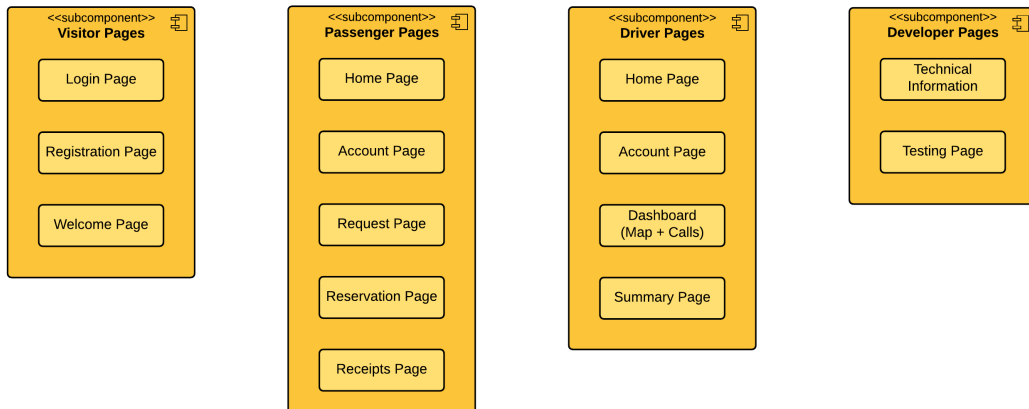 <<subcomponent>>
Visitor Pages
Login Page
Registration Page
Welcome Page
<<subcomponent>>
Passenger Pages
Home Page
Account Page
Request Page
Reservation Page
Receipts Page
<<subcomponent>>
Driver Pages
Home Page
Account Page
Dashboard
(Map + Calls)
Summary Page
<<subcomponent>>
Developer Pages
Technical
Information
Testing Page